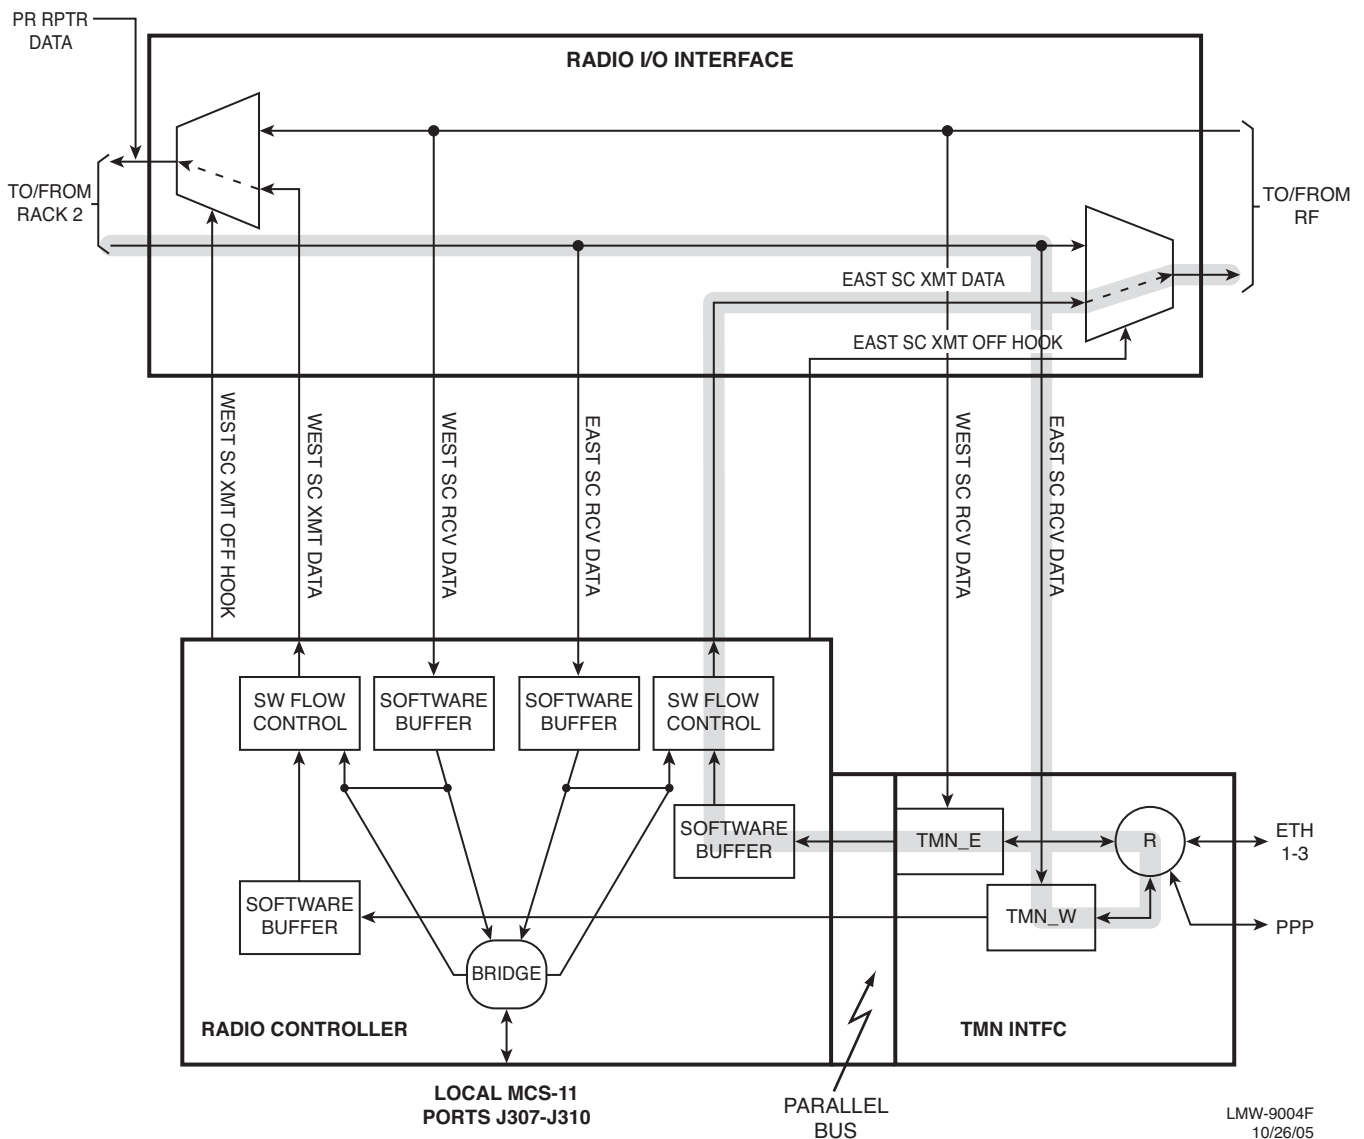 PR RPTR
DATA
RADIO I/O INTERFACE
TO/FROM
RACK 2
TO/FROM
RF
EAST SC XMT DATA
EAST SC XMT OFF HOOK
WEST SC XMT OFF HOOK
WEST SC XMT DATA
WEST SC RCV DATA
EAST SC RCV DATA
WEST SC RCV DATA
EAST SC RCV DATA
SW FLOW
CONTROL
SOFTWARE
BUFFER
SOFTWARE
BUFFER
SW FLOW
CONTROL
SOFTWARE
BUFFER
TMN_E
R
ETH
1-3
SOFTWARE
BUFFER
TMN_W
PPP
BRIDGE
RADIO CONTROLLER
TMN INTFC
LOCAL MCS-11
PORTS J307-J310
PARALLEL
BUS
LMW-9004F
10/26/05